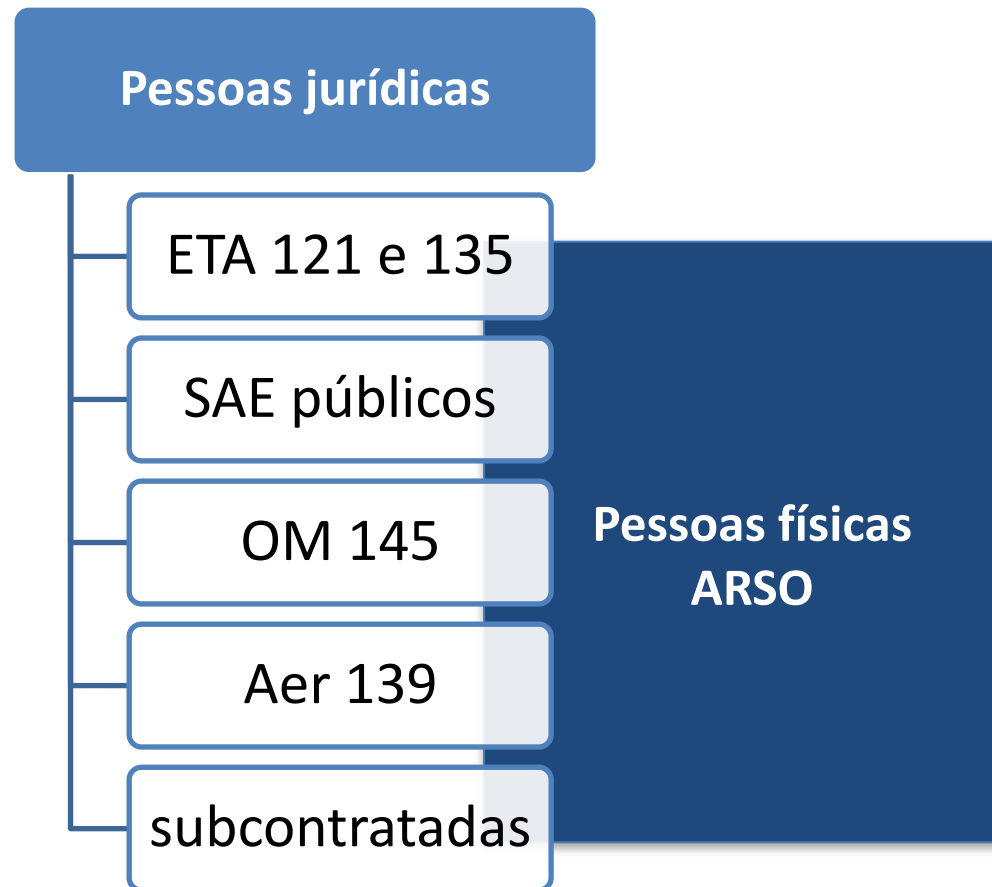 Pessoas jurídicas
ETA 121 e 135
SAE públicos
OM 145
Aer 139
subcontratadas
Pessoas físicas
ARSO